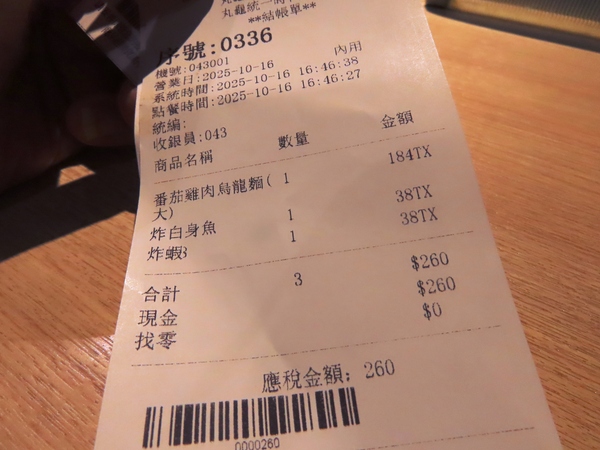 丸龜統一時代
**結帳單**
序號:0336
機號:043001 內用
營業日:2025-10-16
系統時間:2025-10-16 16:46:38
點餐時間:2025-10-16 16:46:27
統編:
收銀員:043
商品名稱 數量 金額
番茄雞肉烏龍麵( 1 184TX
大)
炸白身魚 1 38TX
炸蝦 1 38TX
合計 3 $260
現金 $260
找零 $0
應稅金額: 260
0000260